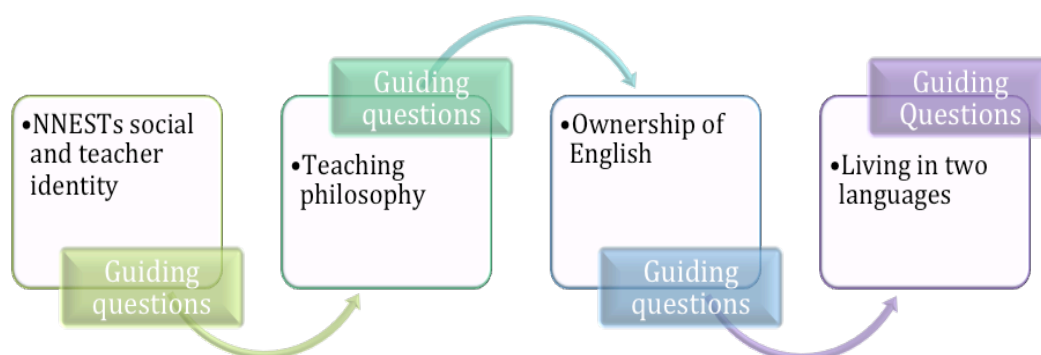 •NNESTs social
and teacher
identity
Guiding
questions
Guiding
questions
•Teaching
philosophy
•Ownership of
English
Guiding
questions
Guiding
Questions
•Living in two
languages